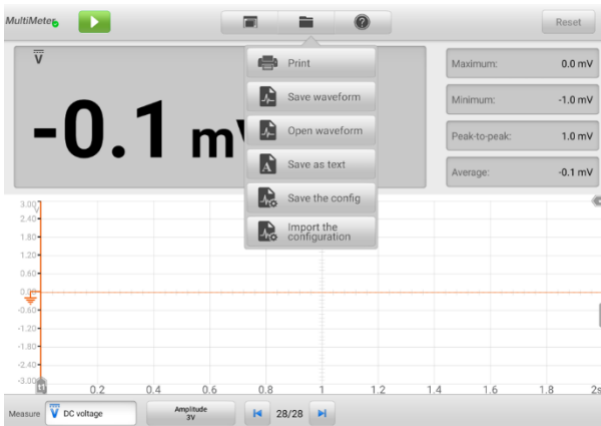 MultiMeter
Reset
V
-0.1 m
Print
Save waveform
Open waveform
Save as text
Save the config
Import the
configuration
Maximum: 0.0 mV
Minimum: -1.0 mV
Peak-to-peak: 1.0 mV
Average: -0.1 mV
3.00
V
2.40
1.80
1.20
0.60
0.00
-0.60
-1.20
-1.80
-2.40
-3.00
0.2 0.4 0.6 0.8 1 1.2 1.4 1.6 1.8 2s
Measure
V DC voltage
Amplitude
3V
28/28